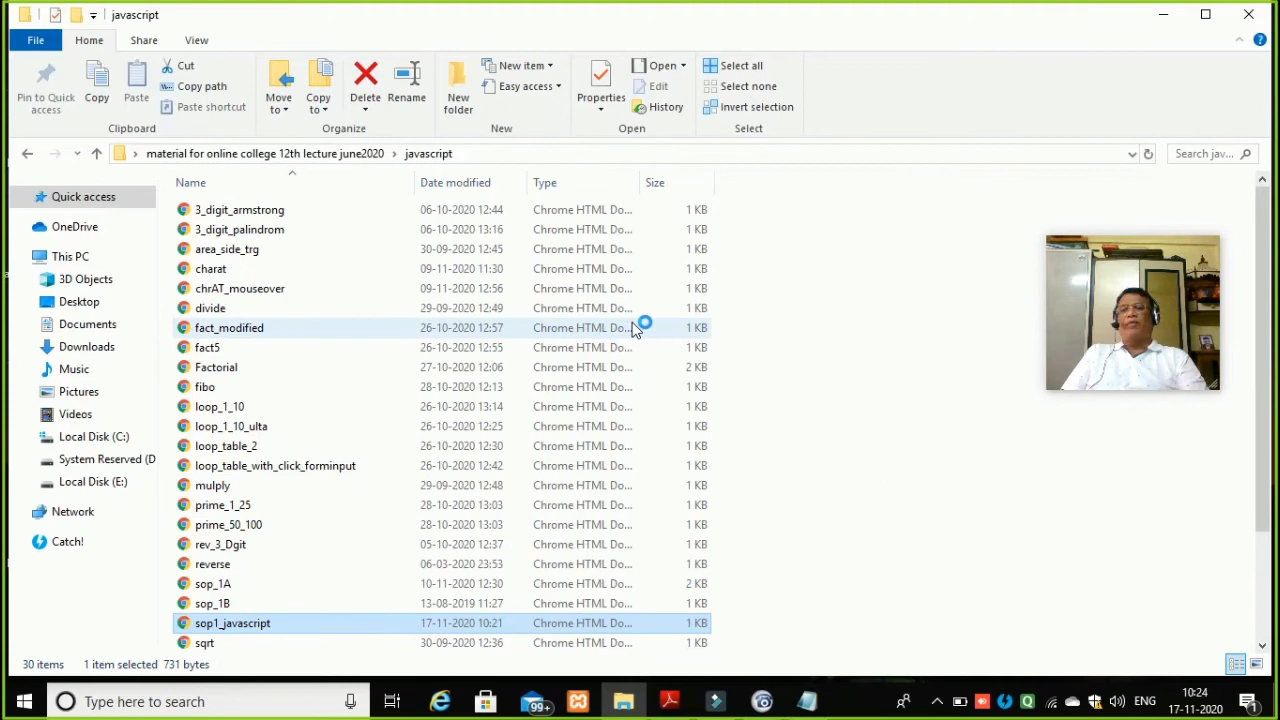 javascript
File Home Share View
Pin to Quick access
Copy
Paste
Cut
Copy path
Paste shortcut
Clipboard
Move to
Copy to
Delete
Rename
Organize
New folder
New item
Easy access
New
Properties
Open
Edit
History
Open
Select all
Select none
Invert selection
Select
material for online college 12th lecture june2020 › javascript
Search jav...
Quick access
OneDrive
This PC
3D Objects
Desktop
Documents
Downloads
Music
Pictures
Videos
Local Disk (C:)
System Reserved (D
Local Disk (E:)
Network
Catch!
Name Date modified Type Size
3_digit_armstrong 06-10-2020 12:44 Chrome HTML Do... 1 KB
3_digit_palindrom 06-10-2020 13:16 Chrome HTML Do... 1 KB
area_side_trg 30-09-2020 12:45 Chrome HTML Do... 1 KB
charat 09-11-2020 11:30 Chrome HTML Do... 1 KB
chrAT_mouseover 09-11-2020 12:56 Chrome HTML Do... 1 KB
divide 29-09-2020 12:49 Chrome HTML Do... 1 KB
fact_modified 26-10-2020 12:57 Chrome HTML Do... 1 KB
fact5 26-10-2020 12:55 Chrome HTML Do... 1 KB
Factorial 27-10-2020 12:06 Chrome HTML Do... 2 KB
fibo 28-10-2020 12:13 Chrome HTML Do... 1 KB
loop_1_10 26-10-2020 13:14 Chrome HTML Do... 1 KB
loop_1_10_ulta 26-10-2020 12:25 Chrome HTML Do... 1 KB
loop_table_2 26-10-2020 12:30 Chrome HTML Do... 1 KB
loop_table_with_click_forminput 26-10-2020 12:42 Chrome HTML Do... 1 KB
mulply 29-09-2020 12:48 Chrome HTML Do... 1 KB
prime_1_25 28-10-2020 13:03 Chrome HTML Do... 1 KB
prime_50_100 28-10-2020 13:03 Chrome HTML Do... 1 KB
rev_3_Dgit 05-10-2020 12:37 Chrome HTML Do... 1 KB
reverse 06-03-2020 23:53 Chrome HTML Do... 1 KB
sop_1A 10-11-2020 12:30 Chrome HTML Do... 2 KB
sop_1B 13-08-2019 11:27 Chrome HTML Do... 1 KB
sop1_javascript 17-11-2020 10:21 Chrome HTML Do... 1 KB
sqrt 30-09-2020 12:36 Chrome HTML Do... 1 KB
30 items 1 item selected 731 bytes
Type here to search
99+
ENG
10:24
17-11-2020
1